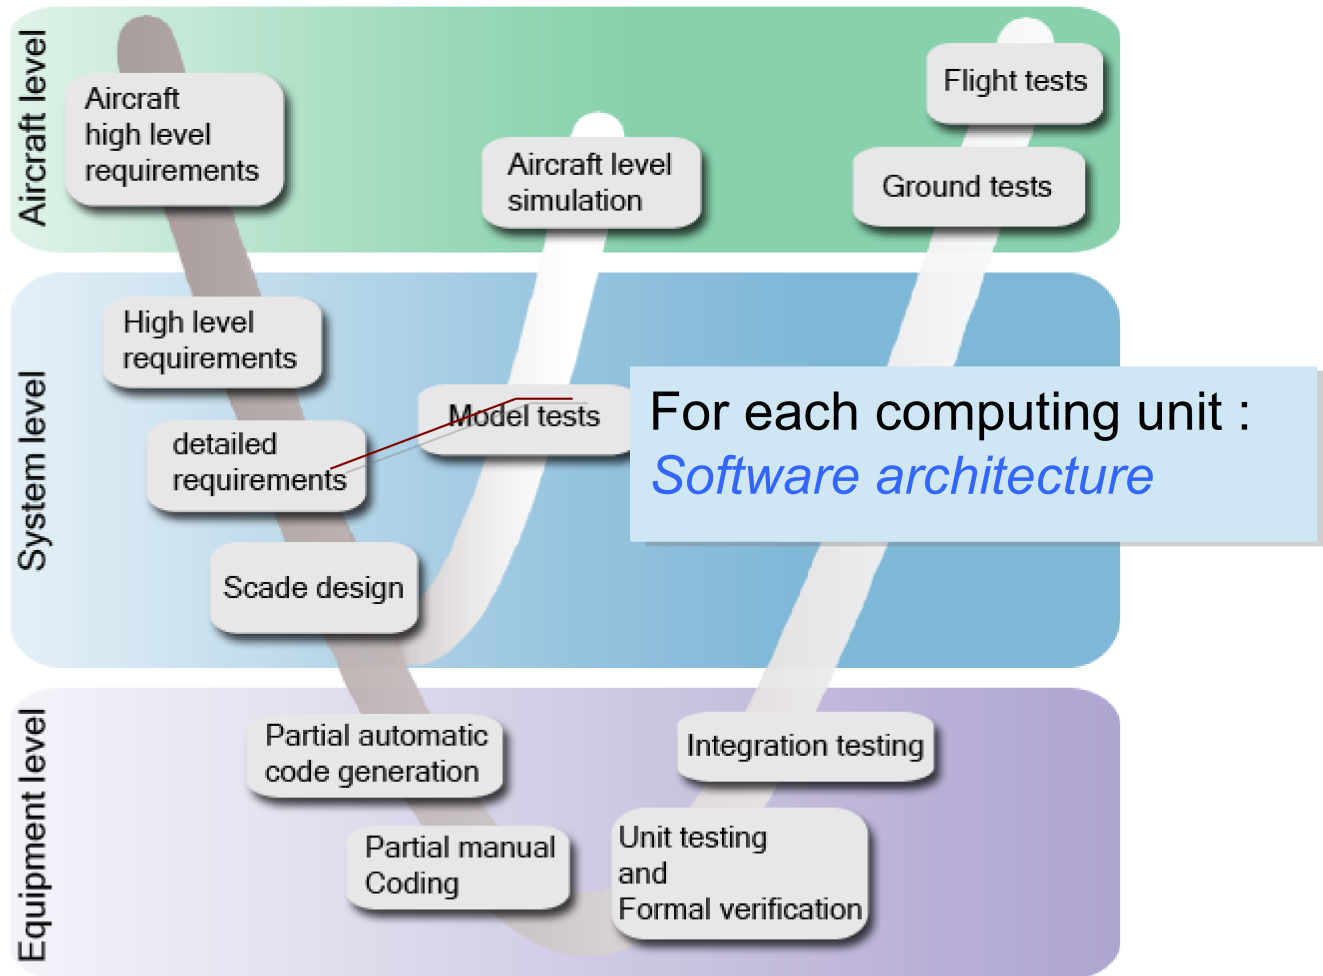 Aircraft level
Aircraft
high level
requirements
Aircraft level
simulation
Flight tests
Ground tests
System level
High level
requirements
detailed
requirements
Model tests
For each computing unit :
Software architecture
Scade design
Equipment level
Partial automatic
code generation
Partial manual
Coding
Integration testing
Unit testing
and
Formal verification